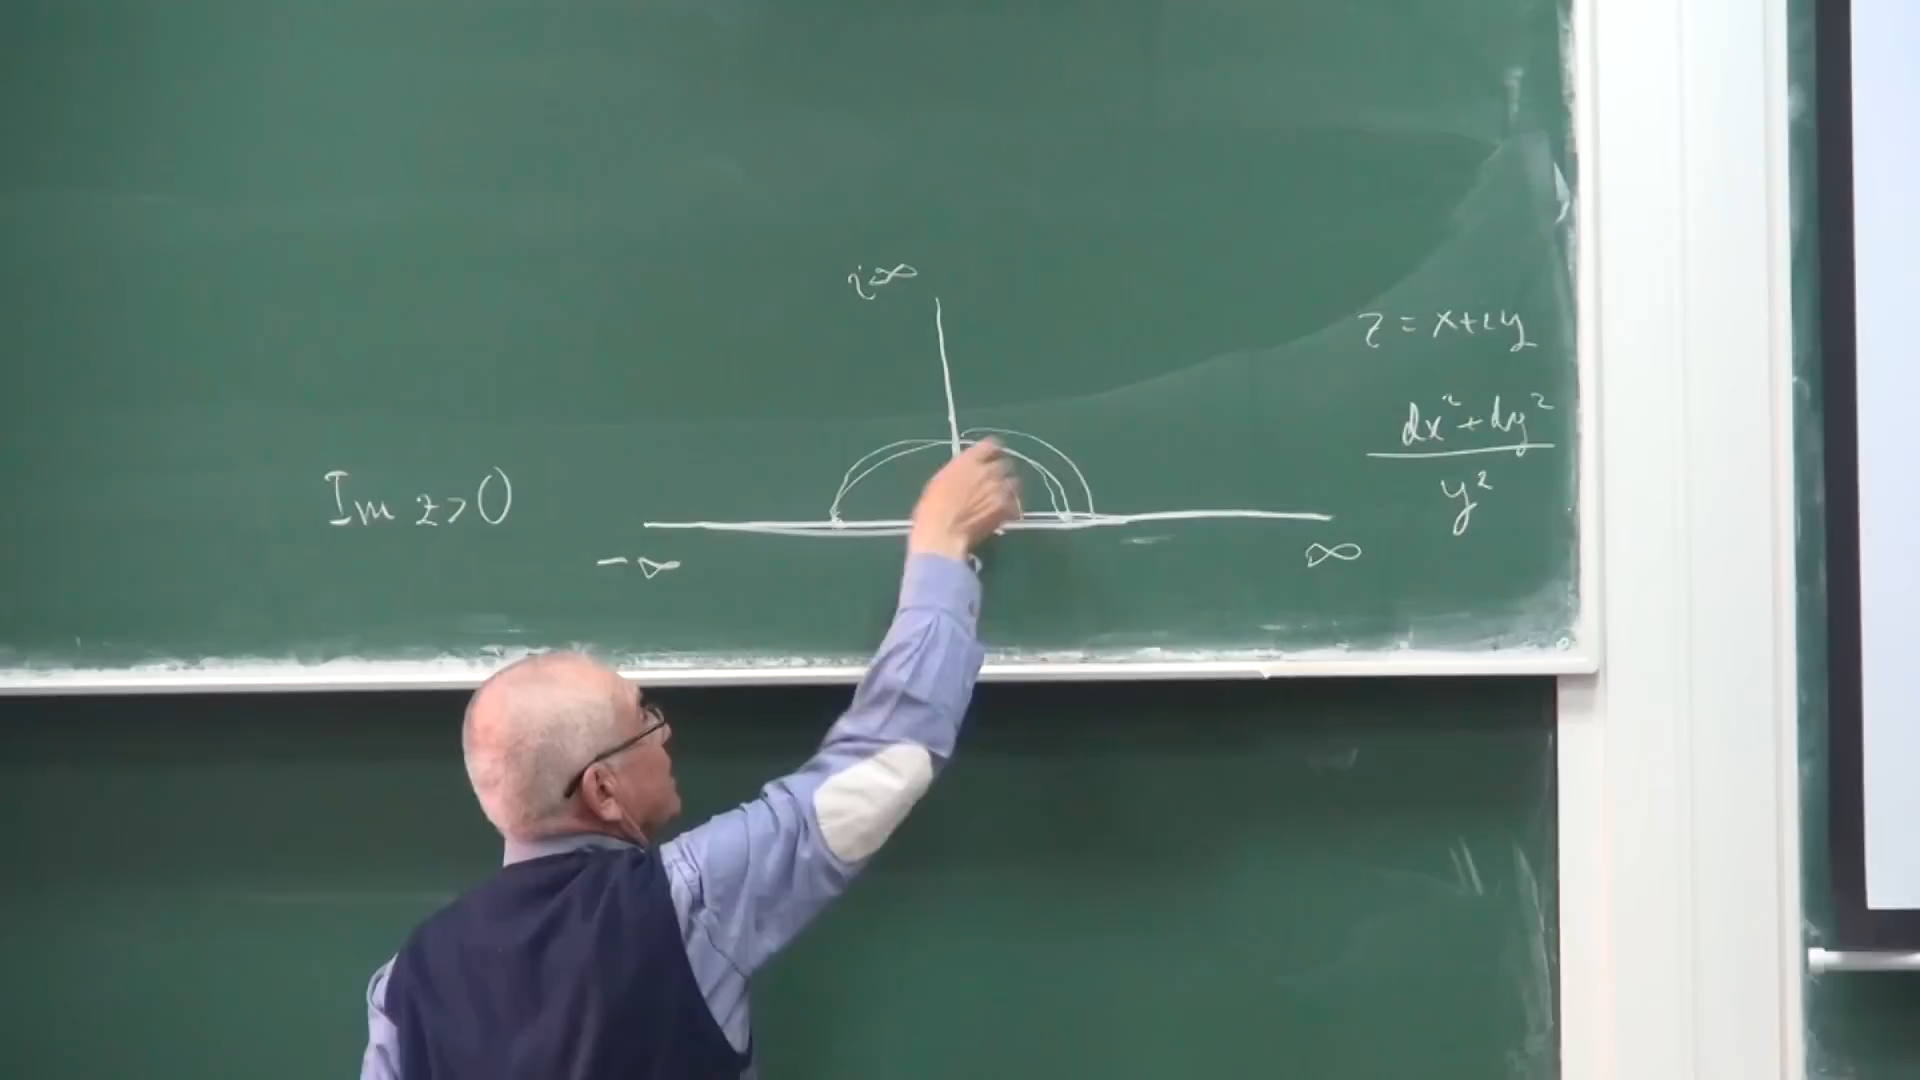 i∞
z = x+iy
dx²+dy²
y²
Im z>0
-∞
∞